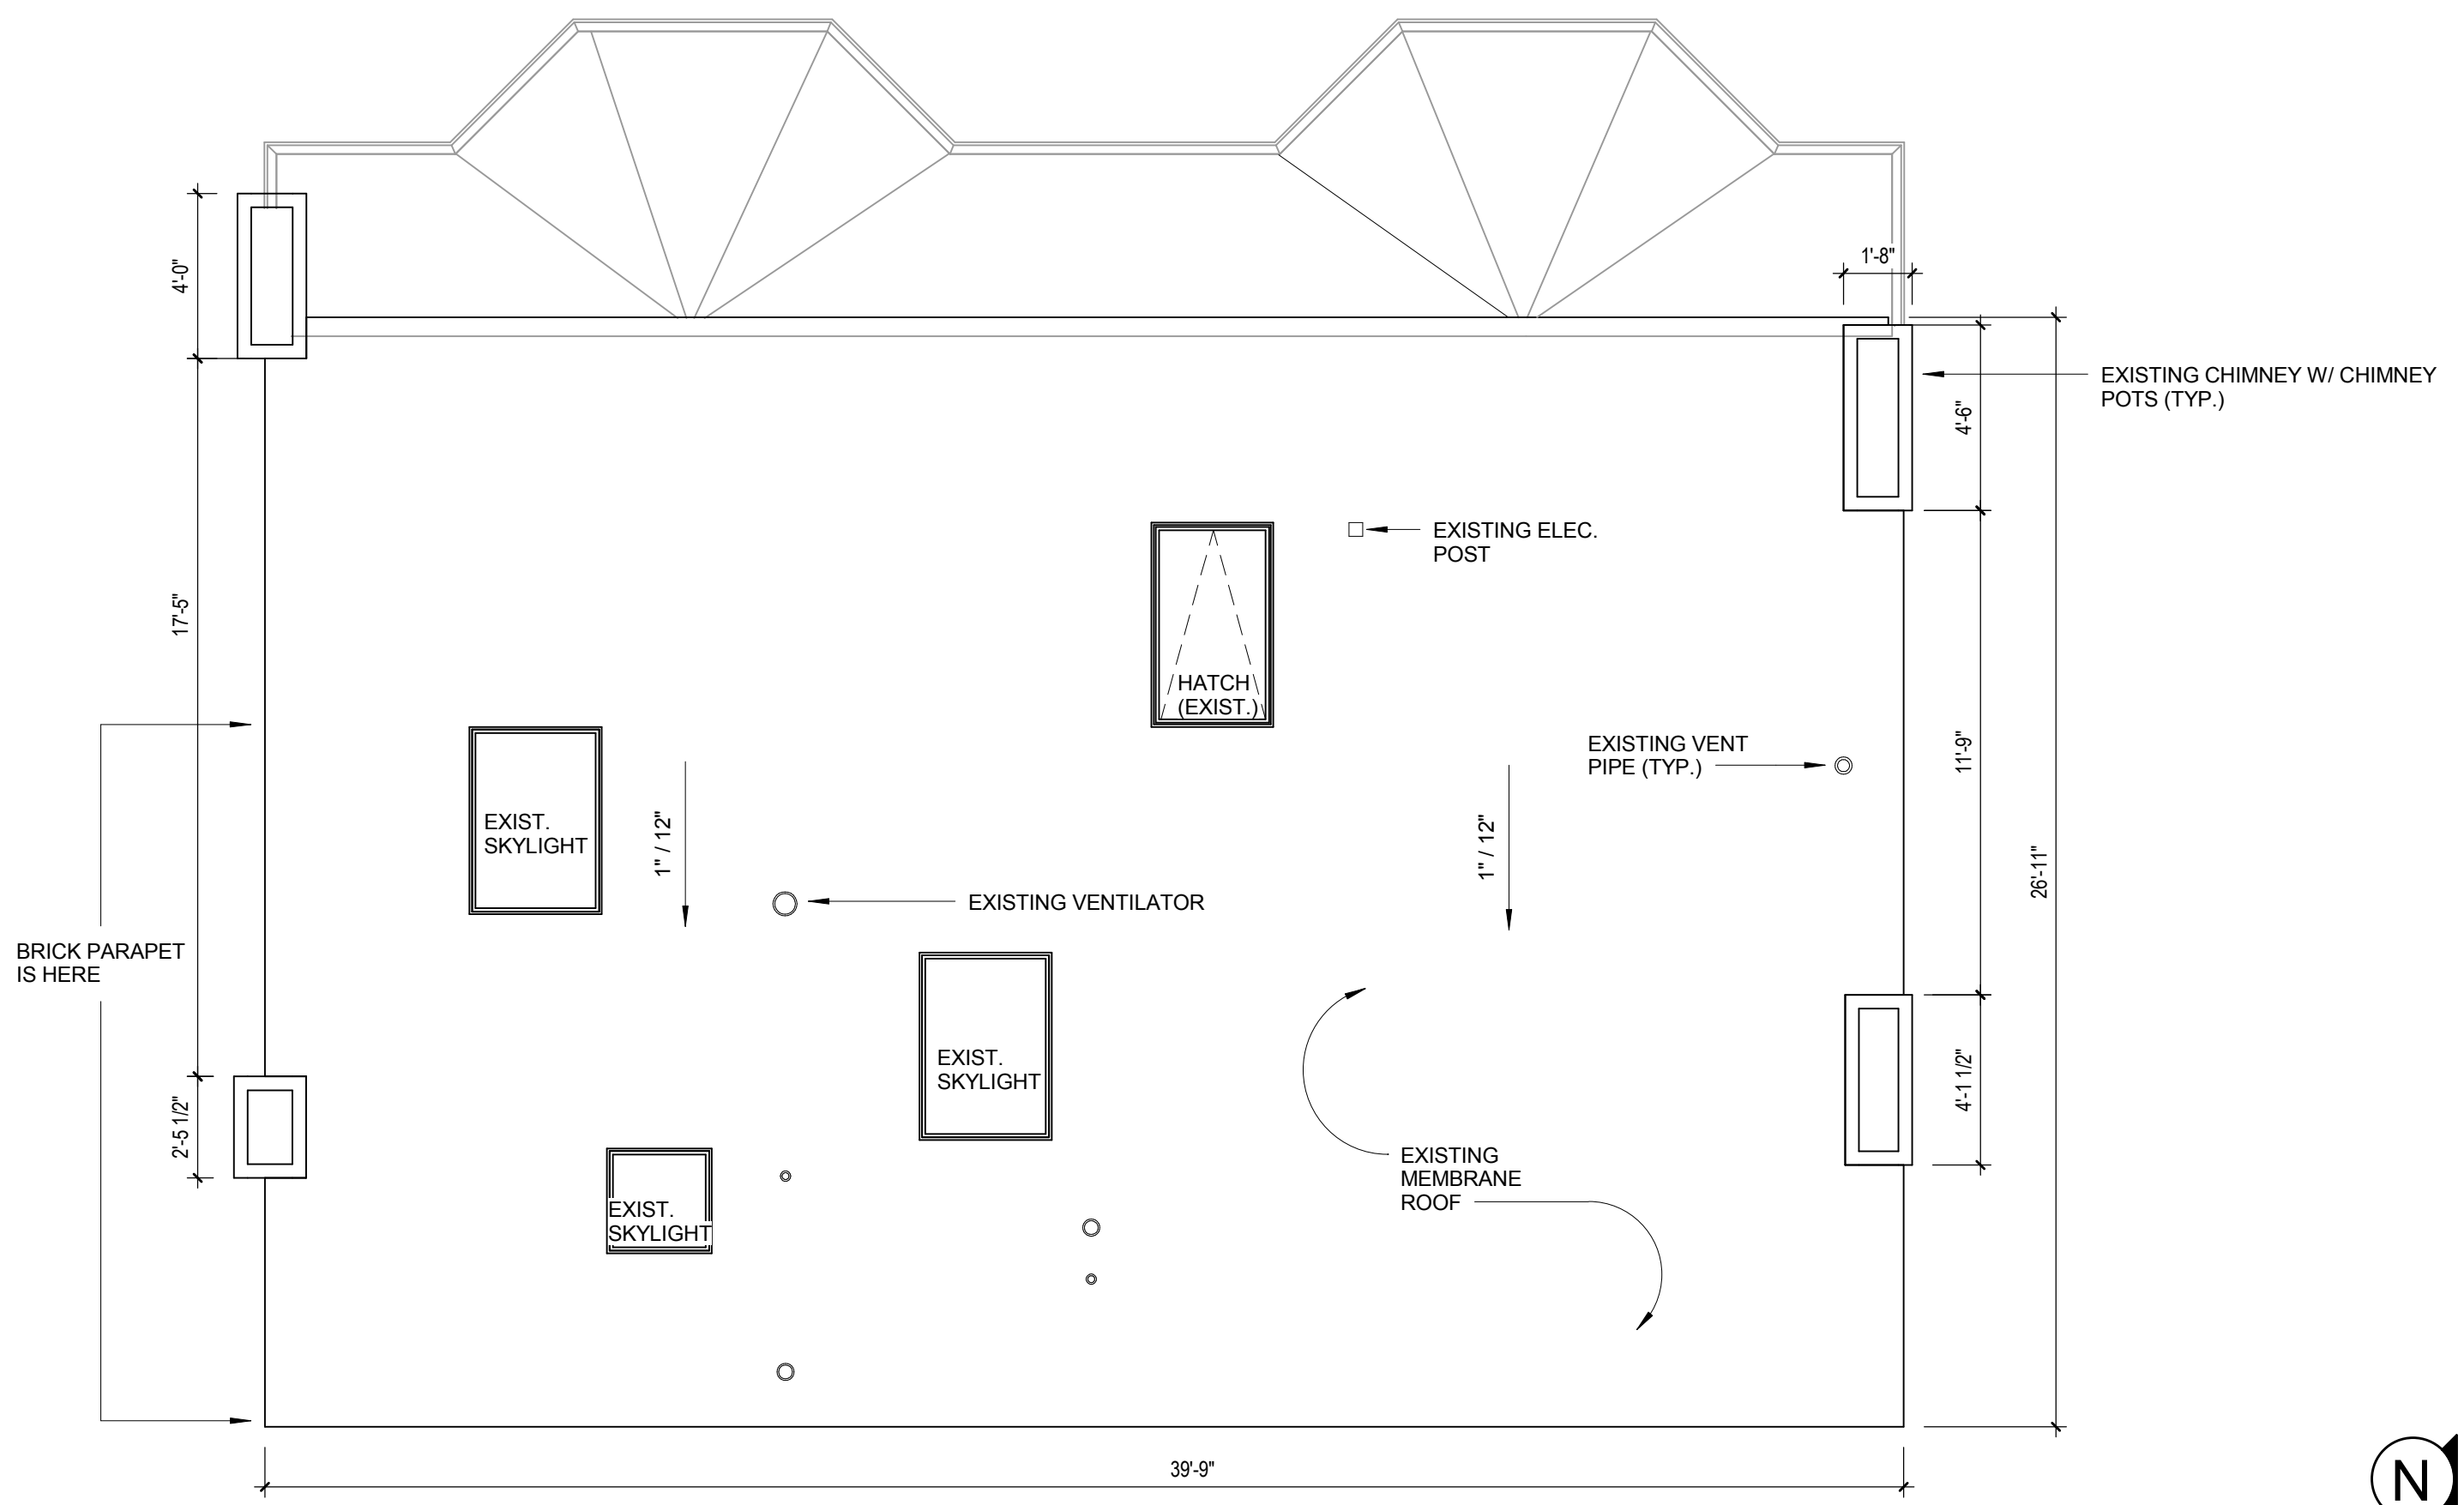 1'-8"
4'-0"
EXISTING CHIMNEY W/ CHIMNEY
POTS (TYP.)
4'-6"
EXISTING ELEC.
POST
17'-5"
HATCH
(EXIST.)
EXISTING VENT
PIPE (TYP.)
11'-9"
EXIST.
SKYLIGHT
1" / 12"
1" / 12"
26'-11"
EXISTING VENTILATOR
BRICK PARAPET
IS HERE
EXIST.
SKYLIGHT
4'-1 1/2"
2'-5 1/2"
EXISTING
MEMBRANE
ROOF
EXIST.
SKYLIGHT
39'-9"
N